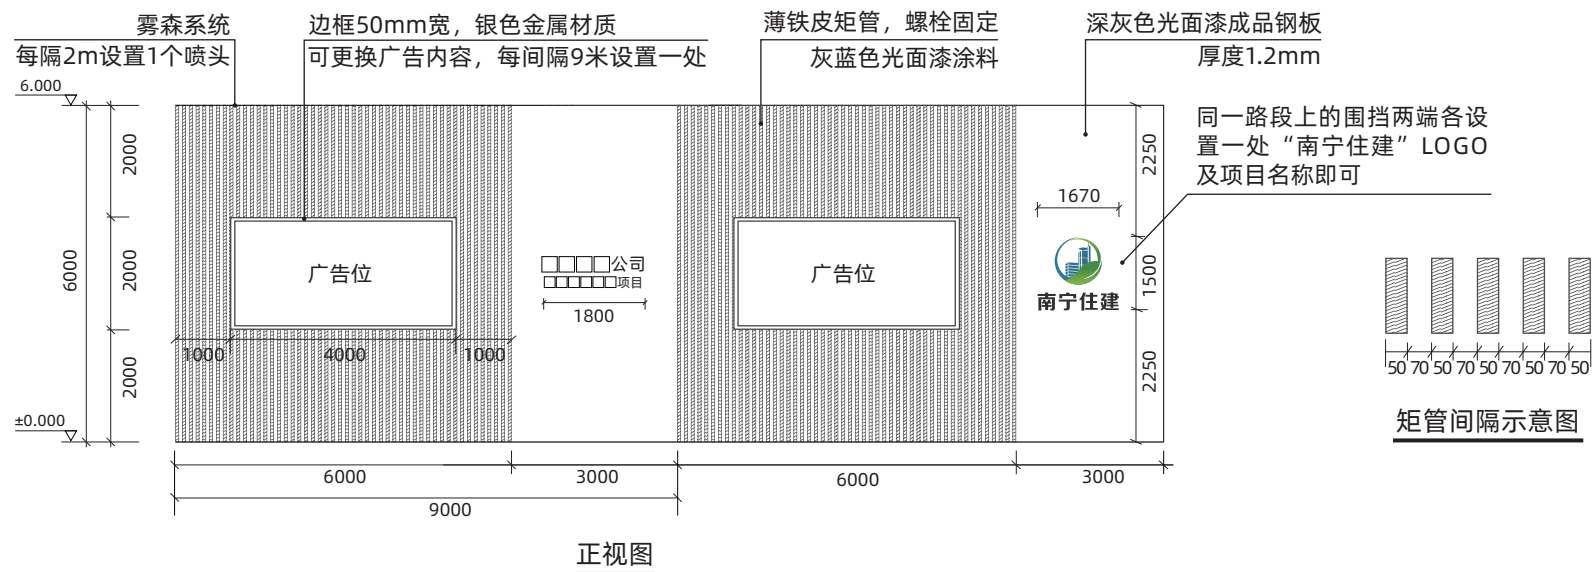 雾森系统
每隔2m设置1个喷头
边框50mm宽，银色金属材质
可更换广告内容，每间隔9米设置一处
薄铁皮矩管，螺栓固定
灰蓝色光面漆涂料
深灰色光面漆成品钢板
厚度1.2mm
同一路段上的围挡两端各设
置一处“南宁住建”LOGO
及项目名称即可
6.000
±0.000
6000
2000
2000
2000
广告位
1000
4000
1000
□□□□公司
□□□□□□项目
1800
广告位
1670
南宁住建
2250
1500
2250
6000
3000
6000
3000
9000
正视图
50 70 50 70 50 70 50 70 50
矩管间隔示意图